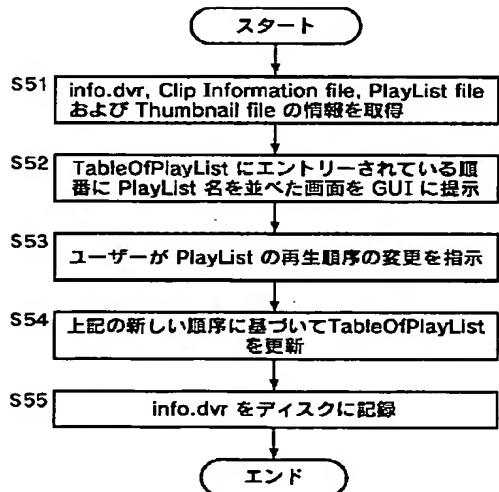 スタート
S51
info.dvr, Clip Information file, PlayList file
および Thumbnail file の情報を取得
S52
TableOfPlayList にエントリーされている順
番に PlayList 名を並べた画面を GUI に提示
S53
ユーザーが PlayList の再生順序の変更を指示
S54
上記の新しい順序に基づいてTableOfPlayList
を更新
S55
info.dvr をディスクに記録
エンド